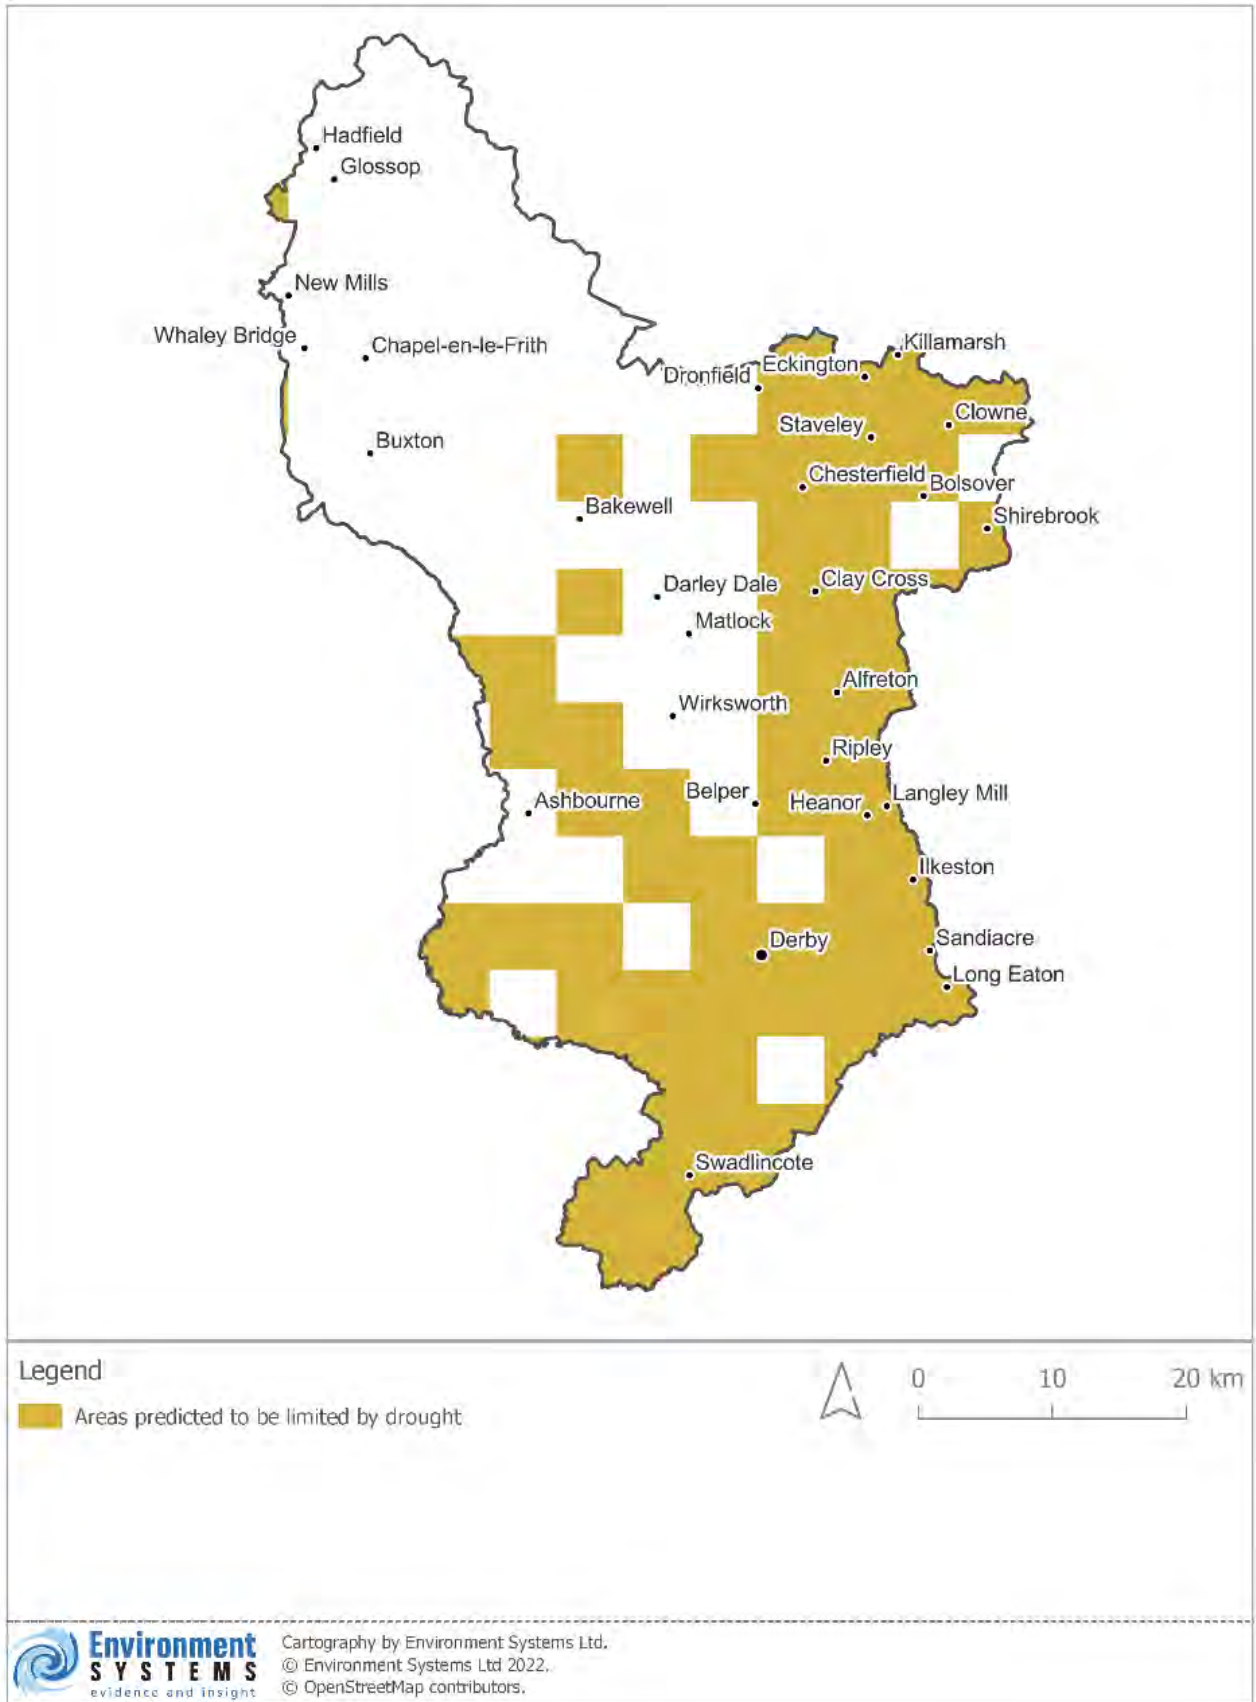 Hadfield
Glossop
New Mills
Whaley Bridge
Chapel-en-le-Frith
Killamarsh
Eckington
Dronfield
Clowne
Staveley
Buxton
Chesterfield
Bolsover
Bakewell
Shirebrook
Darley Dale
Clay Cross
Matlock
Alfreton
Wirksworth
Ripley
Belper
Langley Mill
Ashbourne
Heanor
Ilkeston
Derby
Sandiacre
Long Eaton
Swadlincote
Legend
Areas predicted to be limited by drought
0 10 20 km
Environment
SYSTEMS
evidence and insight
Cartography by Environment Systems Ltd.
© Environment Systems Ltd 2022.
© OpenStreetMap contributors.